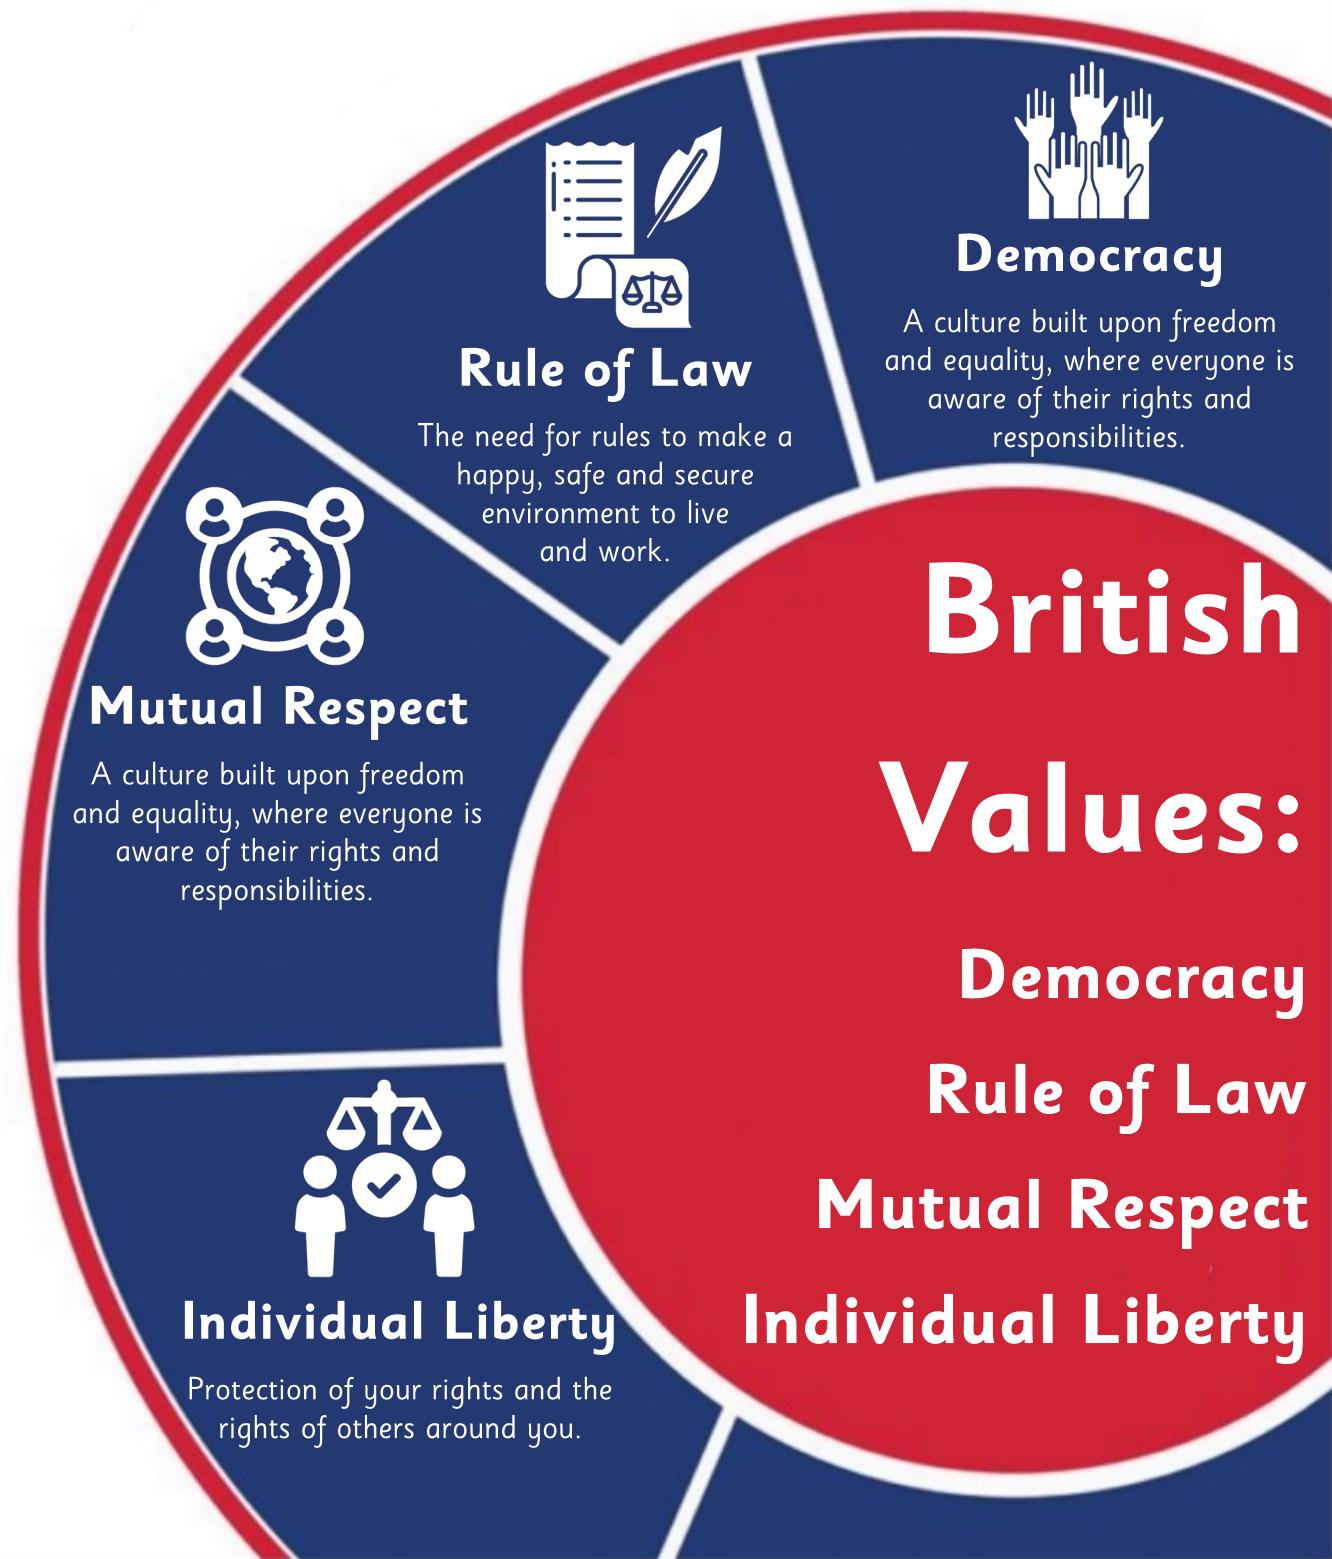 Democracy
A culture built upon freedom
and equality, where everyone is
aware of their rights and
responsibilities.
Rule of Law
The need for rules to make a
happy, safe and secure
environment to live
and work.
Mutual Respect
A culture built upon freedom
and equality, where everyone is
aware of their rights and
responsibilities.
Individual Liberty
Protection of your rights and the
rights of others around you.
British
Values:
Democracy
Rule of Law
Mutual Respect
Individual Liberty